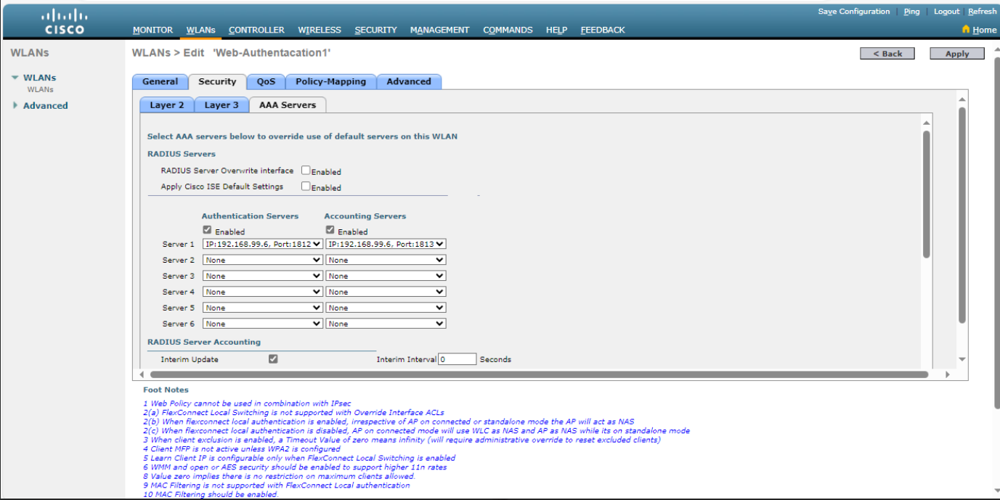 Save Configuration Ping Logout Refresh
CISCO
MONITOR WLANs CONTROLLER WIRELESS SECURITY MANAGEMENT COMMANDS HELP FEEDBACK
Home
WLANs
WLANs > Edit 'Web-Authentacation1'
< Back
Apply
WLANs
WLANs
Advanced
General Security QoS Policy-Mapping Advanced
Layer 2 Layer 3 AAA Servers
Select AAA servers below to override use of default servers on this WLAN
RADIUS Servers
RADIUS Server Overwrite interface Enabled
Apply Cisco ISE Default Settings Enabled
Authentication Servers Accounting Servers
Enabled Enabled
Server 1 IP:192.168.99.6, Port:1812 IP:192.168.99.6, Port:1813
Server 2 None None
Server 3 None None
Server 4 None None
Server 5 None None
Server 6 None None
RADIUS Server Accounting
Interim Update Interim Interval 0 Seconds
Foot Notes
1 Web Policy cannot be used in combination with IPsec
2(a) FlexConnect Local Switching is not supported with Override Interface ACLs
2(b) When flexconnect local authentication is enabled, irrespective of AP on connected or standalone mode the AP will act as NAS
2(c) When flexconnect local authentication is disabled, AP on connected mode will use WLC as NAS and AP as NAS while its on standalone mode
3 When client exclusion is enabled, a Timeout Value of zero means infinity (will require administrative override to reset excluded clients)
4 Client MFP is not active unless WPA2 is configured
5 Learn Client IP is configurable only when FlexConnect Local Switching is enabled
6 WMM and open or AES security should be enabled to support higher 11n rates
8 Value zero implies there is no restriction on maximum clients allowed.
9 MAC Filtering is not supported with FlexConnect Local authentication
10 MAC Filtering should be enabled.